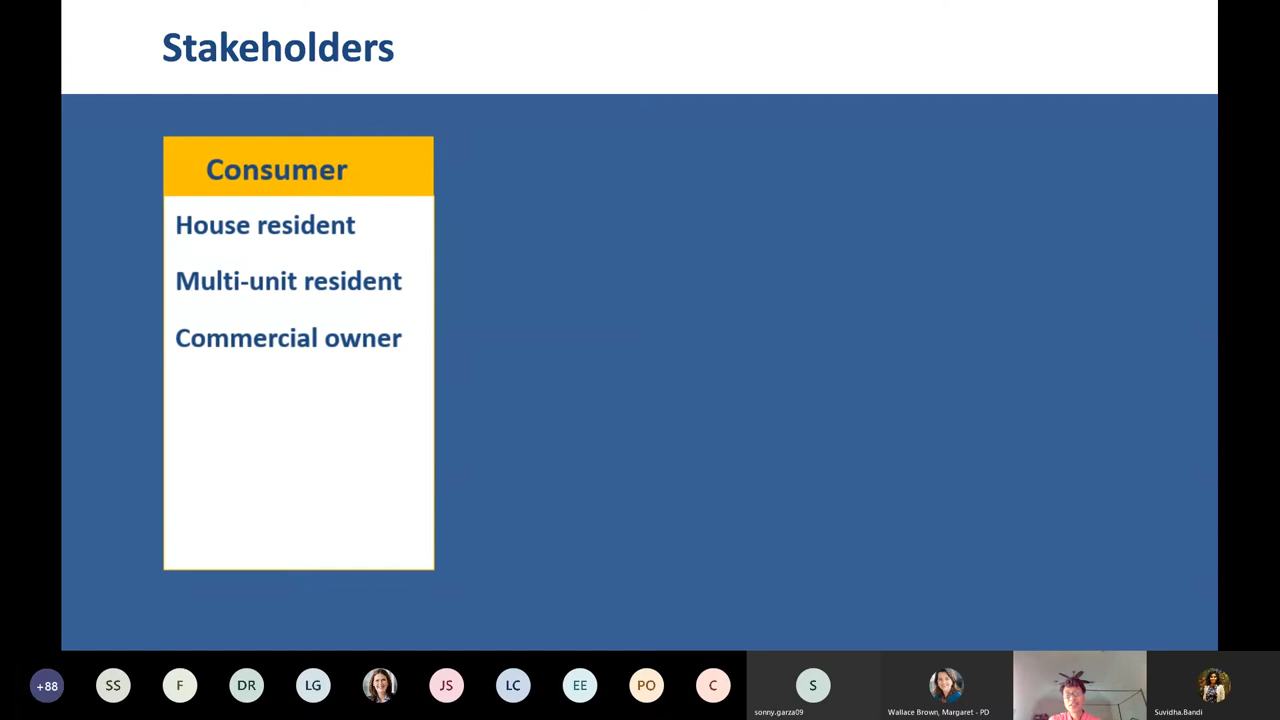 Stakeholders
Consumer
House resident
Multi-unit resident
Commercial owner
+88
SS
F
DR
LG
JS
LC
EE
PO
C
S
sonny.garza09
Wallace Brown, Margaret - PD
Suvidha.Bandi